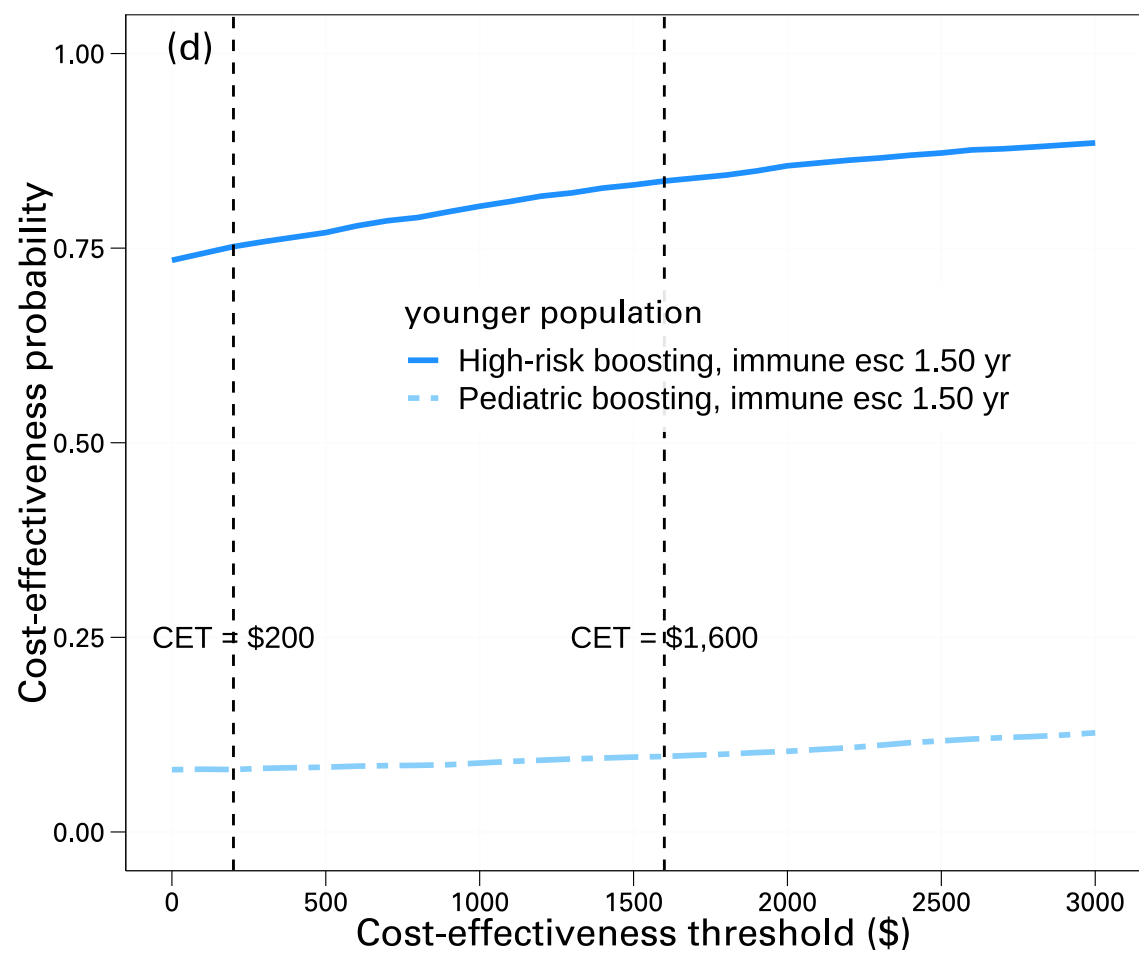 (d)
Cost-effectiveness probability
1.00
0.75
0.50
0.25
0.00
younger population
High-risk boosting, immune esc 1.50 yr
Pediatric boosting, immune esc 1.50 yr
CET = $200
CET = $1,600
0 500 1000 1500 2000 2500 3000
Cost-effectiveness threshold ($)